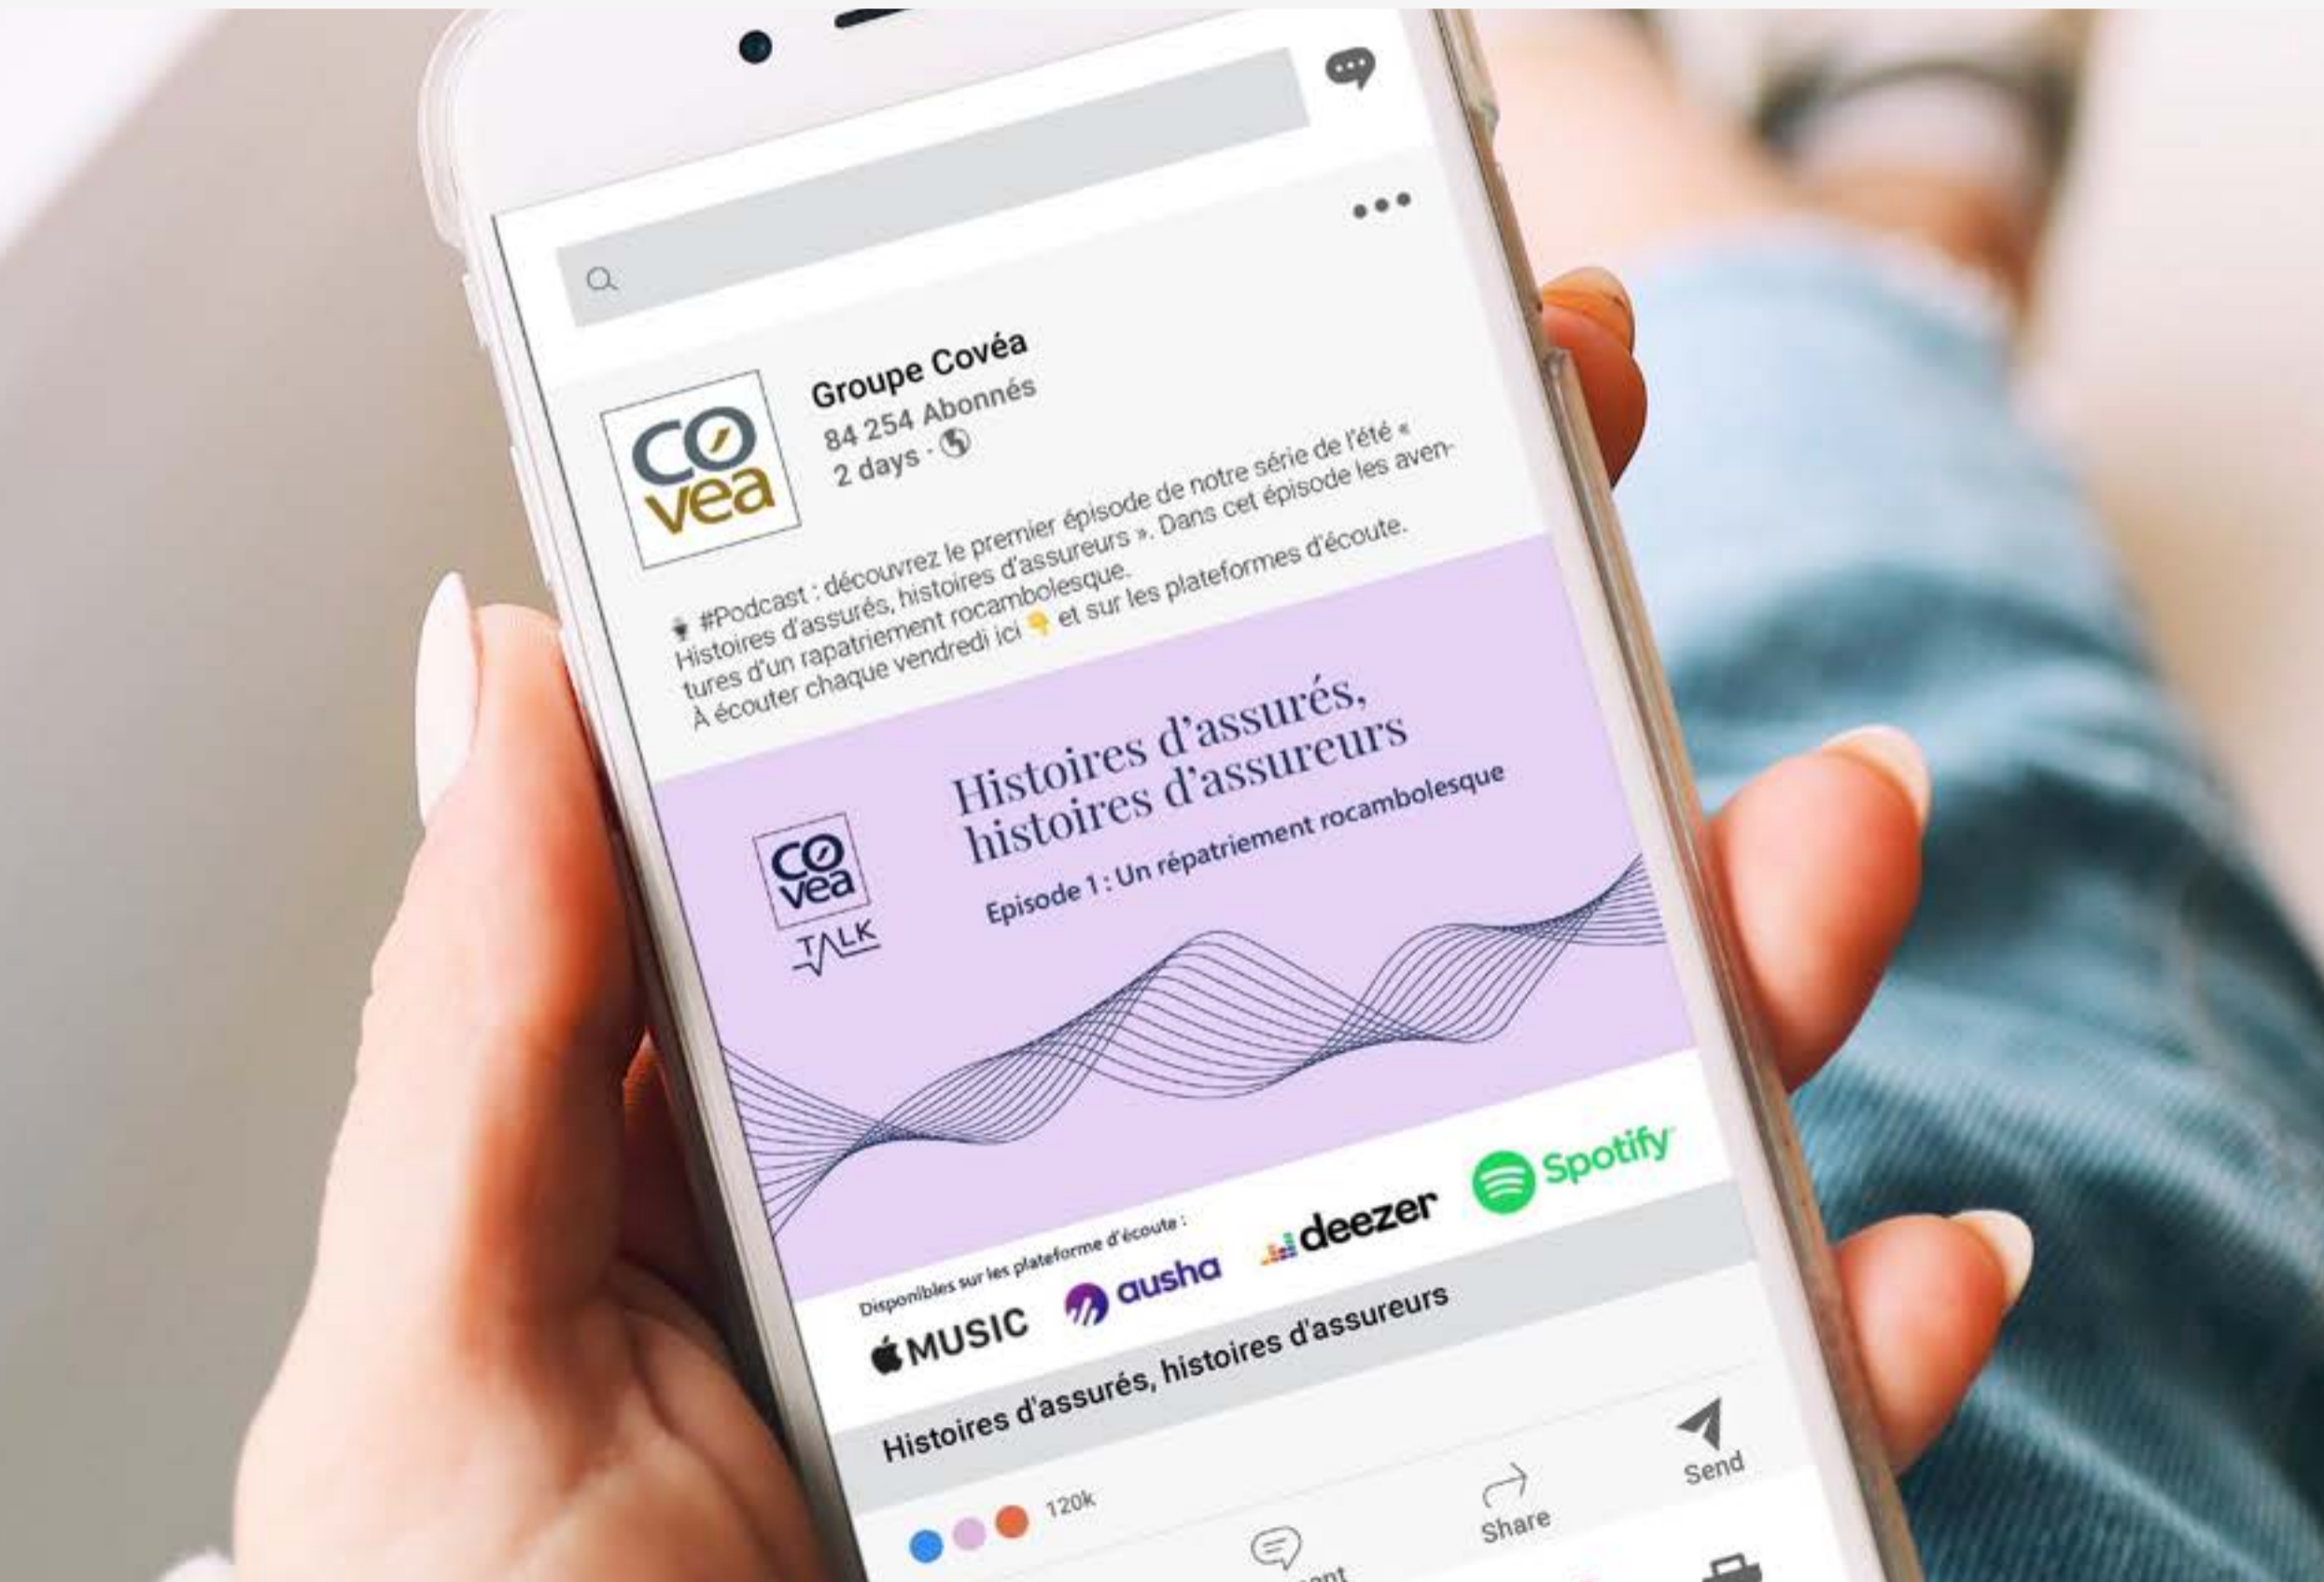 Groupe Covéa
84 254 Abonnés
2 days ·
#Podcast : découvrez le premier épisode de notre série de l'été «
Histoires d'assurés, histoires d'assureurs ». Dans cet épisode les aven-
tures d'un rapatriement rocambolesque.
À écouter chaque vendredi ici 👇 et sur les plateformes d'écoute.
co
vea
Histoires d'assurés,
histoires d'assureurs
Episode 1 : Un répatriement rocambolesque
co
vea
TALK
Disponibles sur les plateforme d'écoute :
MUSIC
ausha
deezer
Spotify
Histoires d'assurés, histoires d'assureurs
120k
Share
Send